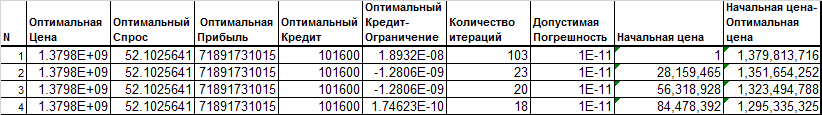 N Оптимальная Цена Оптимальный Спрос Оптимальная Прибыль Оптимальный Кредит Оптимальный Кредит-Ограничение Количество итераций Допустимая Погрешность Начальная цена Начальная цена-Оптимальная цена
1 1.3798E+09 52.1025641 71891731015 101600 1.8932E-08 103 1E-11 1 1,379,813,716
2 1.3798E+09 52.1025641 71891731015 101600 -1.2806E-09 23 1E-11 28,159,465 1,351,654,252
3 1.3798E+09 52.1025641 71891731015 101600 -1.2806E-09 20 1E-11 56,318,928 1,323,494,788
4 1.3798E+09 52.1025641 71891731015 101600 1.74623E-10 18 1E-11 84,478,392 1,295,335,325